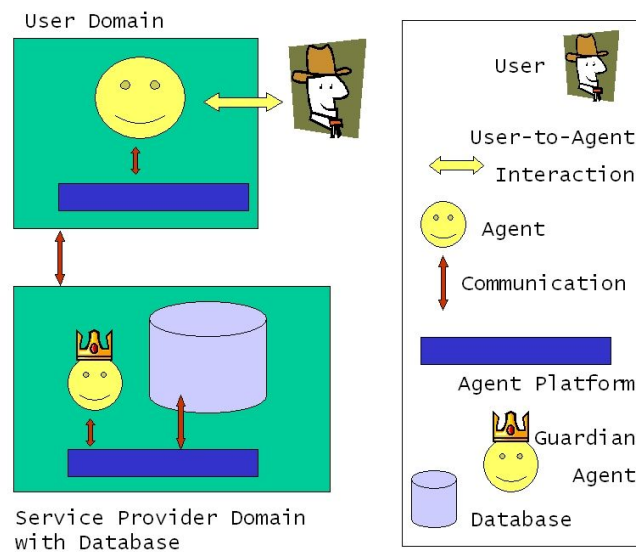 User Domain
Service Provider Domain
with Database
User
User-to-Agent
Interaction
Agent
Communication
Agent Platform
Guardian
Agent
Database